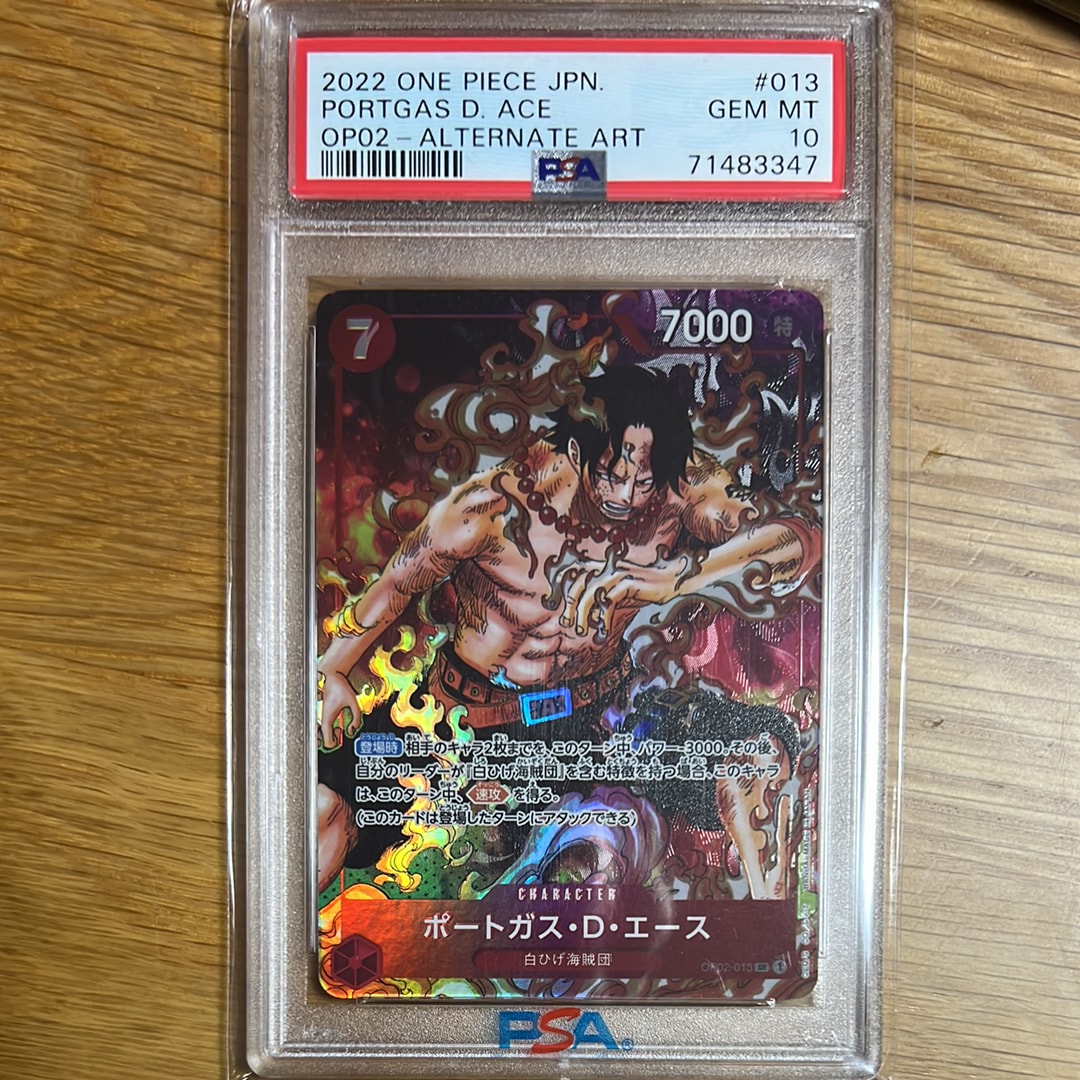 2022 ONE PIECE JPN. #013
PORTGAS D. ACE GEM MT
OP02 – ALTERNATE ART 10
PSA 71483347
7 7000 特
登場時 相手のキャラ2枚までを、このターン中、パワー-3000。その後、
自分のリーダーが『白ひげ海賊団』を含む特徴を持つ場合、このキャラ
は、このターン中、速攻を得る。
(このカードは登場したターンにアタックできる)
CHARACTER
ポートガス・D・エース
白ひげ海賊団
OP02-013 SR 1
PSA®